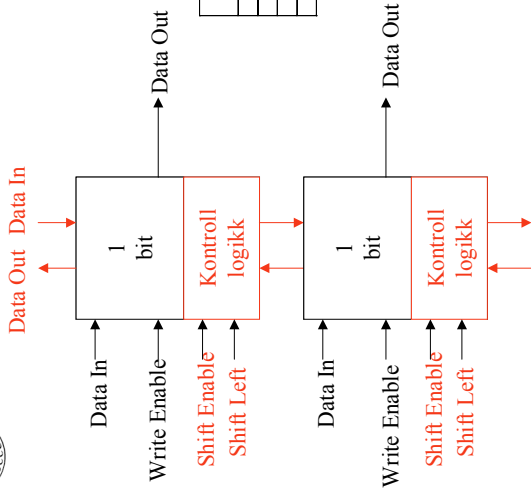 Data Out Data In
Data Out
1
bit
Data In
Write Enable
Kontroll
logikk
Shift Enable
Shift Left
Data Out
1
bit
Data In
Write Enable
Kontroll
logikk
Shift Enable
Shift Left